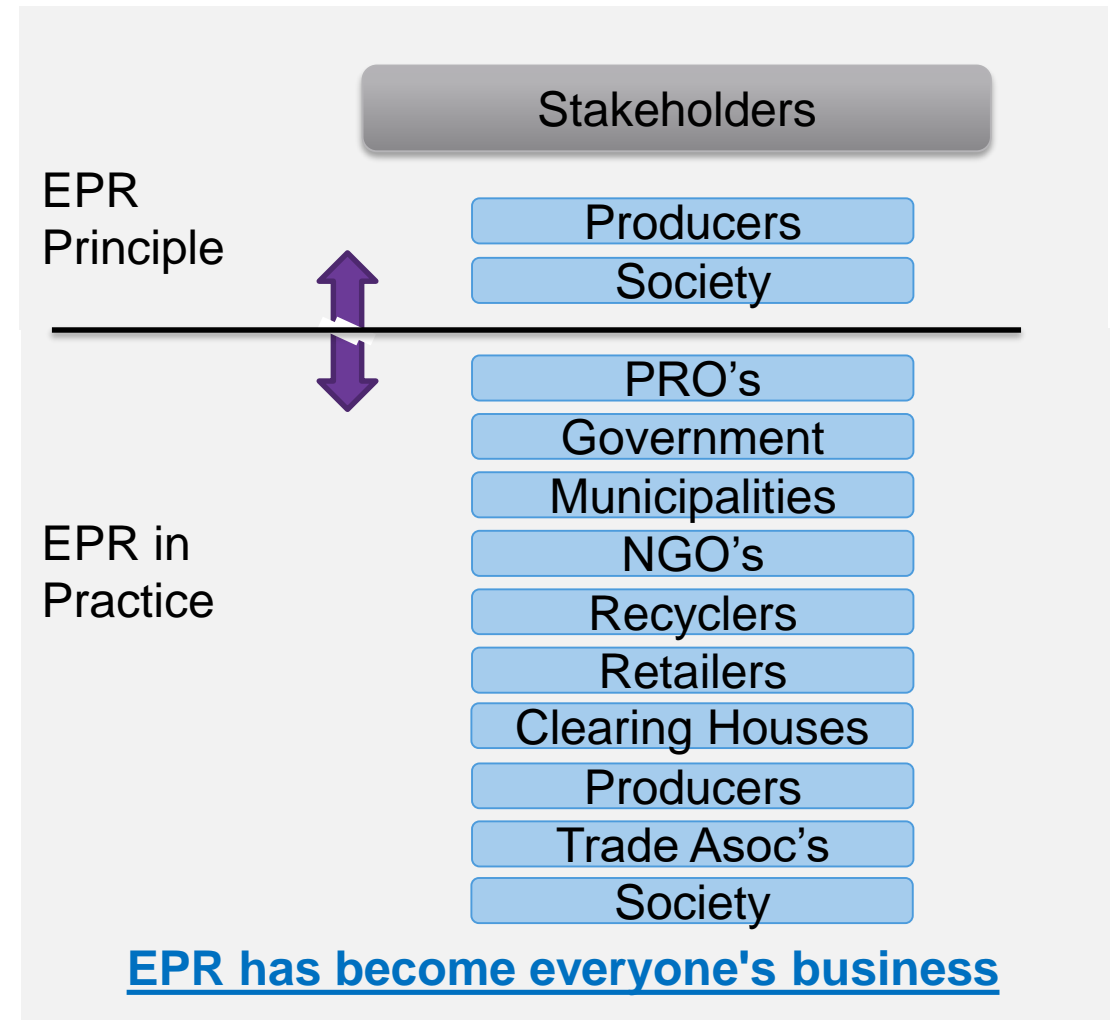 Stakeholders
EPR
Principle
Producers
Society
PRO’s
Government
Municipalities
NGO’s
EPR in
Practice
Recyclers
Retailers
Clearing Houses
Producers
Trade Asoc’s
Society
EPR has become everyone's business